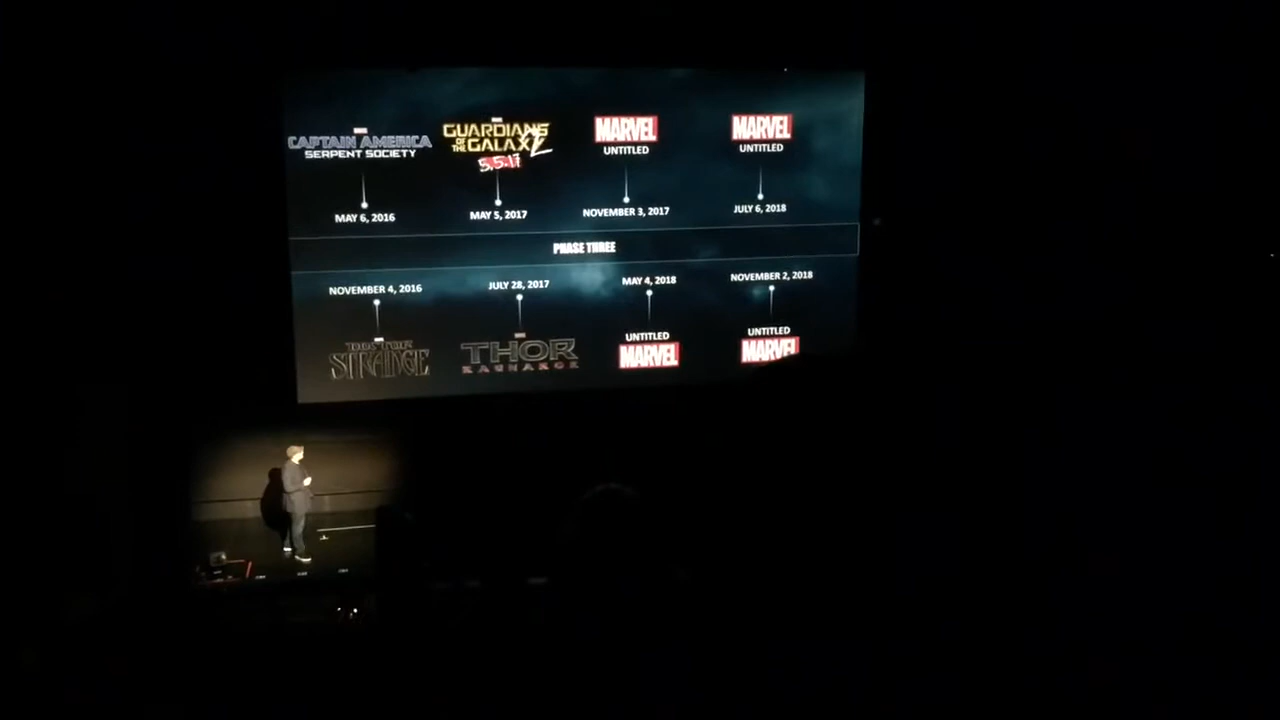 CAPTAIN AMERICA
SERPENT SOCIETY
MAY 6, 2016
GUARDIANS
OF THE GALAXY 2
5.5.17
MAY 5, 2017
MARVEL
UNTITLED
NOVEMBER 3, 2017
MARVEL
UNTITLED
JULY 6, 2018
PHASE THREE
NOVEMBER 4, 2016
DOCTOR
STRANGE
JULY 28, 2017
THOR
RAGNAROK
MAY 4, 2018
UNTITLED
MARVEL
NOVEMBER 2, 2018
UNTITLED
MARVEL